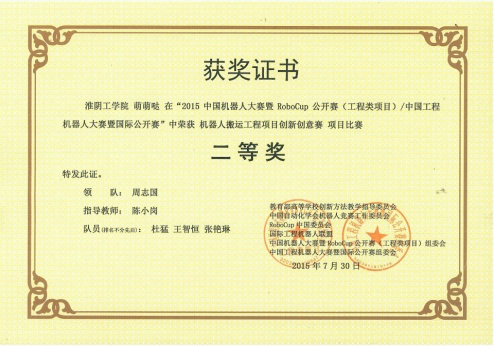 获奖证书
淮阴工学院 萌萌哒 在“2015 中国机器人大赛暨 RoboCup 公开赛（工程类项目）/中国工程
机器人大赛暨国际公开赛”中荣获 机器人搬运工程项目创新创意赛 项目比赛
二等奖
特发此证。
领 队：周志国
指导教师：陈小岗
队员(排名不分先后)：杜猛 王智恒 张艳琳
教育部高等学校创新方法教学指导委员会
中国自动化学会机器人竞赛工作委员会
RoboCup 中国委员会
国际工程机器人联盟
中国机器人大赛暨 RoboCup 公开赛（工程类项目）组委会
中国工程机器人大赛暨国际公开赛组委会
2015 年 7 月 30 日